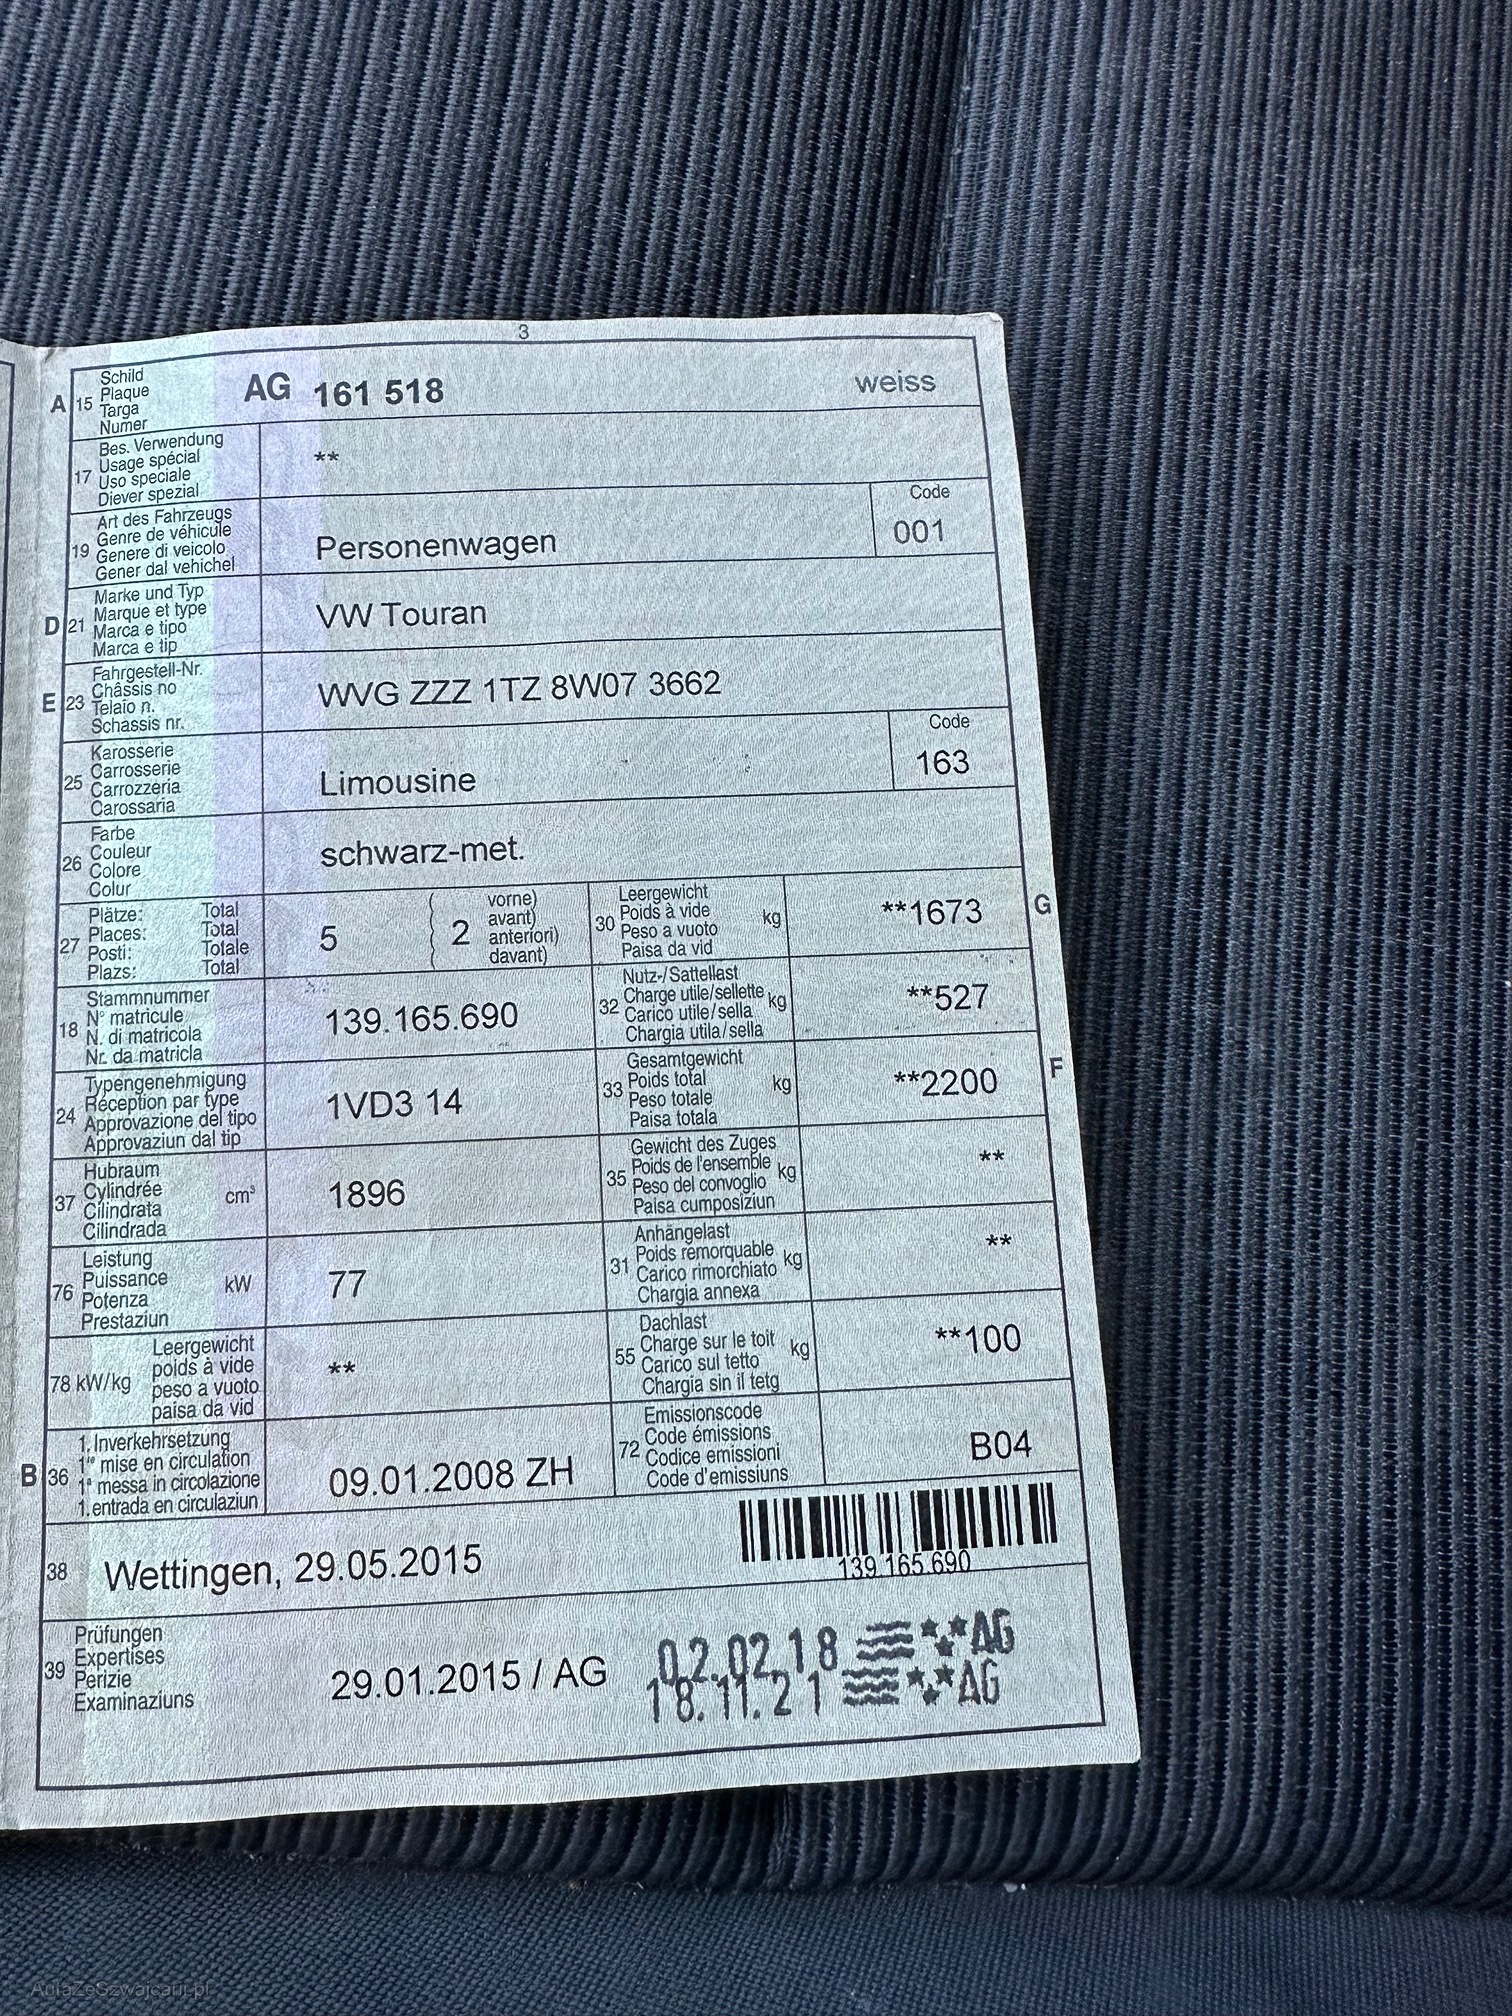 3
A 15 Schild Plaque Targa Numer AG 161 518 weiss
17 Bes. Verwendung Usage spécial Uso speciale Diever spezial **
19 Art des Fahrzeugs Genre de véhicule Genere di veicolo Gener dal vehichel Personenwagen Code 001
D 21 Marke und Typ Marque et type Marca e tipo Marca e tip VW Touran
E 23 Fahrgestell-Nr. Châssis no Telaio n. Schassis nr. WVG ZZZ 1TZ 8W07 3662
25 Karosserie Carrosserie Carrozzeria Carossaria Limousine Code 163
26 Farbe Couleur Colore Colur schwarz-met.
27 Plätze: Total Places: Total Posti: Totale Plazs: Total 5 ( 2 vorne) avant) anteriori) davant)
30 Leergewicht Poids à vide Peso a vuoto Paisa da vid kg **1673 G
18 Stammnummer N° matricule N. di matricola Nr. da matricla 139.165.690
32 Nutz-/Sattellast Charge utile/sellette Carico utile/sella Chargia utila/sella kg **527
24 Typengenehmigung Réception par type Approvazione del tipo Approvaziun dal tip 1VD3 14
33 Gesamtgewicht Poids total Peso totale Paisa totala kg **2200 F
37 Hubraum Cylindrée Cilindrata Cilindrada cm³ 1896
35 Gewicht des Zuges Poids de l'ensemble Peso del convoglio Paisa cumposiziun kg **
76 Leistung Puissance Potenza Prestaziun kW 77
31 Anhängelast Poids remorquable Carico rimorchiato Chargia annexa kg **
78 kW/kg Leergewicht poids à vide peso a vuoto paisa da vid **
55 Dachlast Charge sur le toit Carico sul tetto Chargia sin il tetg kg **100
B 36 1. Inverkehrsetzung 1re mise en circulation 1a messa in circolazione 1. entrada en circulaziun 09.01.2008 ZH
72 Emissionscode Code émissions Codice emissioni Code d'emissiuns B04
38 Wettingen, 29.05.2015
139.165.690
39 Prüfungen Expertises Perizie Examinaziuns 29.01.2015 / AG
02.02.18 AG
18.11.21 AG
AutaZeSzwajcarii.pl